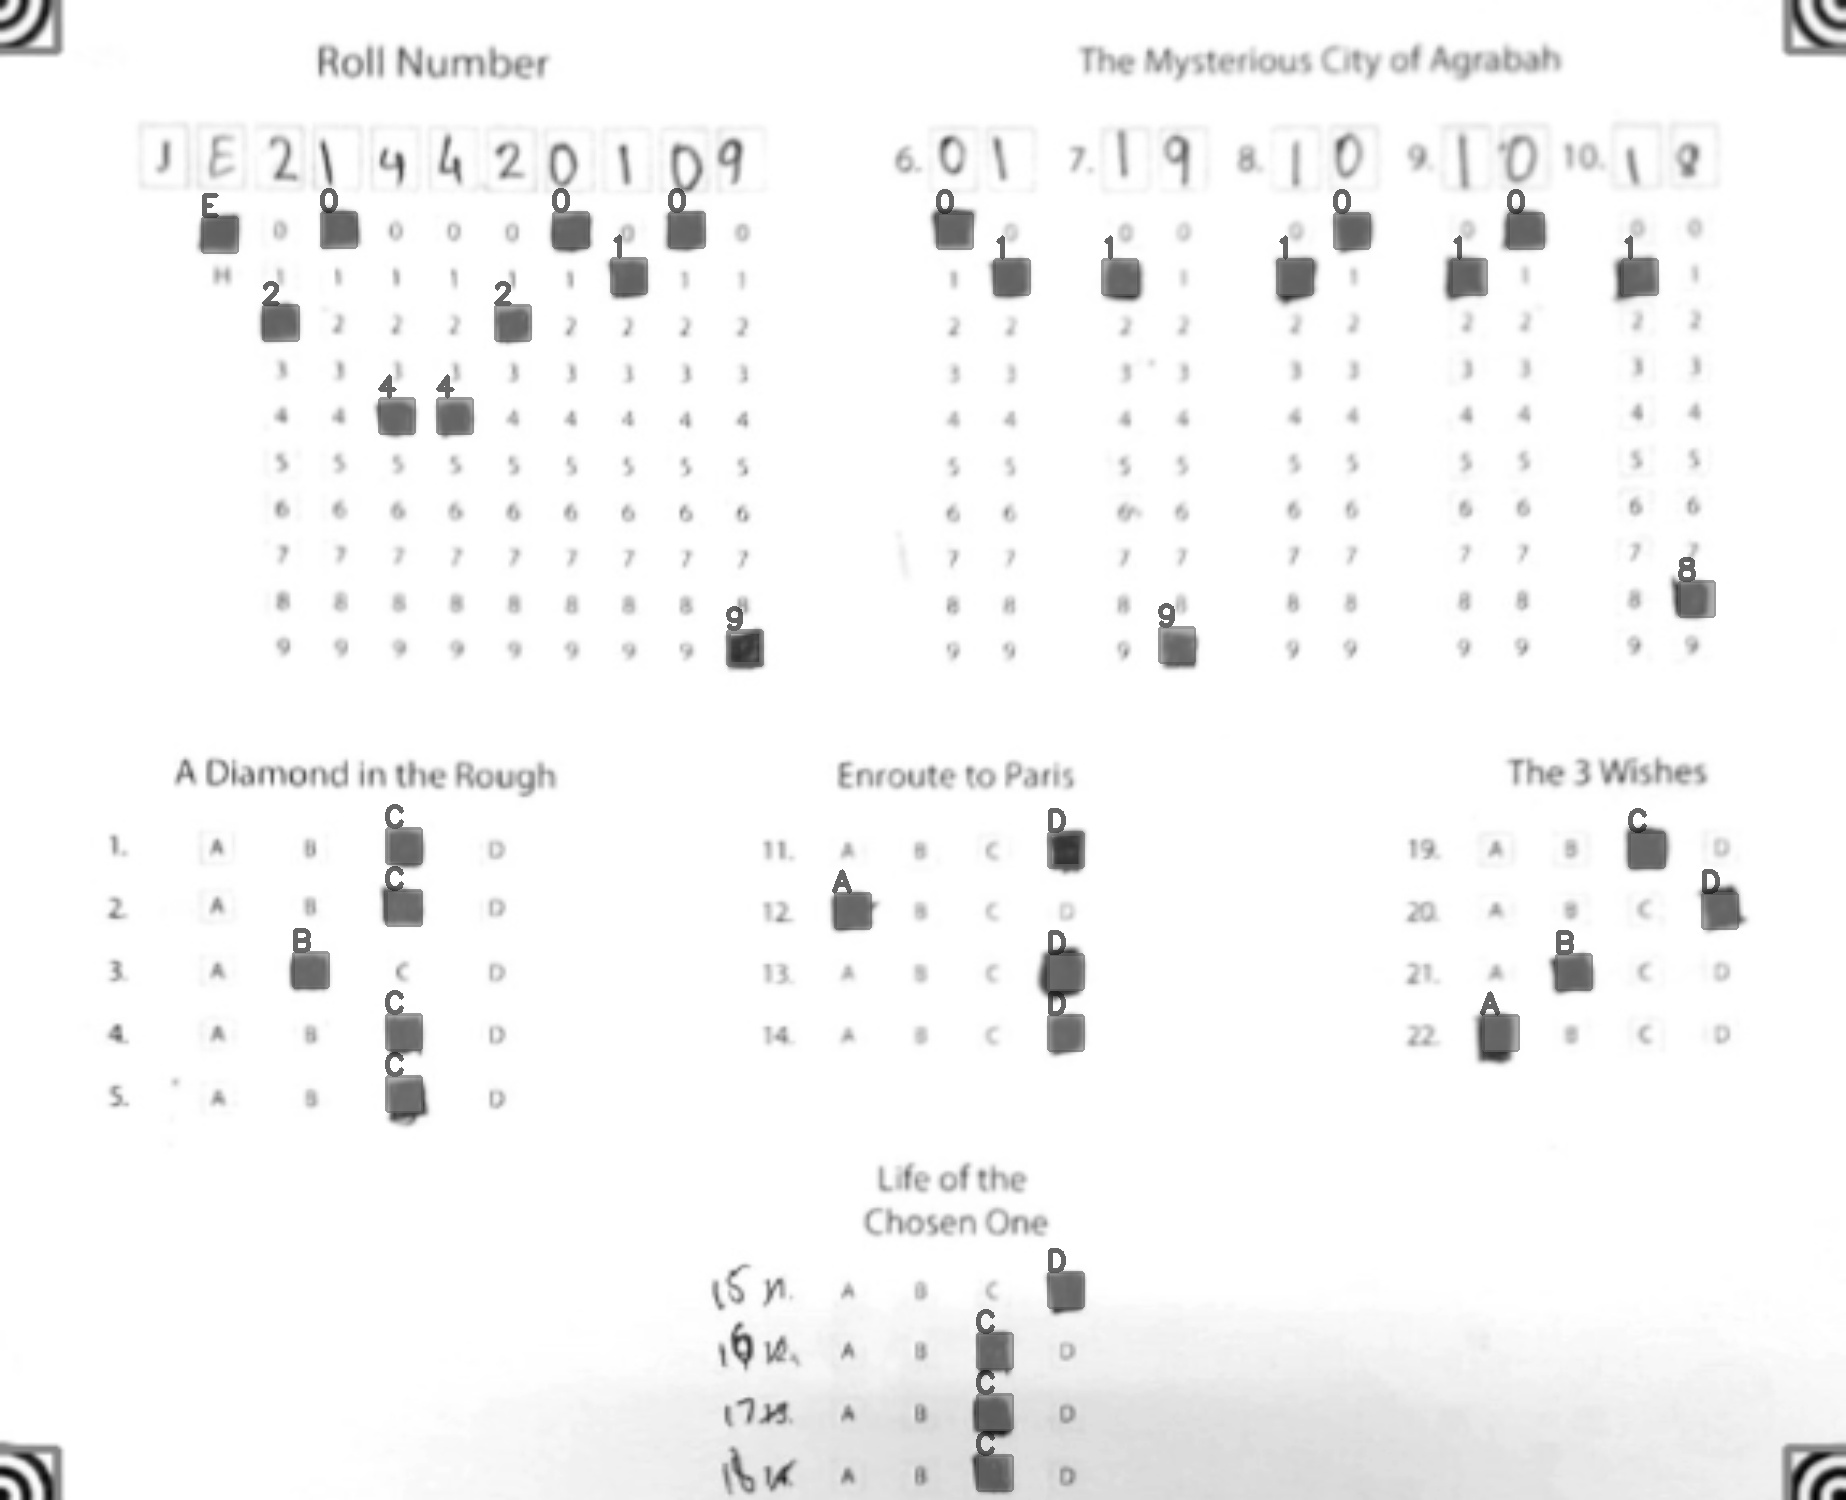 Roll Number
J E 2 1 4 4 2 0 1 0 9
E 0 0 0
0 0 0 0 0 0
H 1 1 1 1 1 1 1 1 1
2 2
2 2 2 2 2 2 2
3 3 3 3 3 3 3 3 3
4 4
4 4 4 4 4 4 4
5 5 5 5 5 5 5 5 5
6 6 6 6 6 6 6 6 6
7 7 7 7 7 7 7 7 7
8 8 8 8 8 8 8 8 8
9
9 9 9 9 9 9 9 9
The Mysterious City of Agrabah
6. 0 1 7. 1 9 8. 1 0 9. 1 0 10. 1 8
0 0 0
0 0 0 0 0 0 0
1 1 1 1 1
1 1 1 1 1
2 2 2 2 2 2 2 2 2 2
3 3 3 3 3 3 3 3 3 3
4 4 4 4 4 4 4 4 4 4
5 5 5 5 5 5 5 5 5 5
6 6 6 6 6 6 6 6 6 6
7 7 7 7 7 7 7 7 7 7
8
8 8 8 8 8 8 8 8 8
9
9 9 9 9 9 9 9 9 9
A Diamond in the Rough
C
1. A B D
C
2. A B D
B
3. A C D
C
4. A B D
C
5. A B D
Enroute to Paris
D
11. A B C
A
12. B C D
D
13. A B C
D
14. A B C
The 3 Wishes
C
19. A B D
D
20. A B C
B
21. A C D
A
22. B C D
Life of the
Chosen One
D
15 A B C
C
16 A B D
C
17 A B D
C
18 A B D